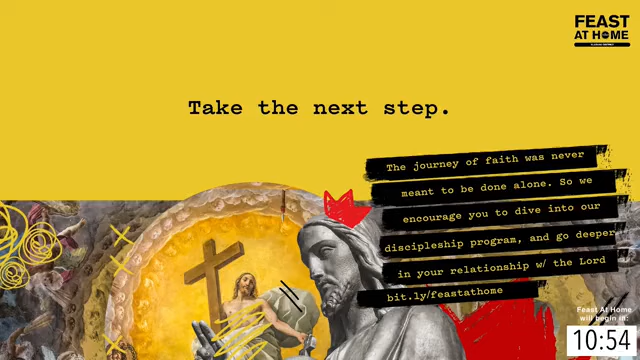 FEAST
AT HOME
Take the next step.
The journey of faith was never
meant to be done alone. So we
encourage you to dive into our
discipleship program, and go deeper
in your relationship w/ the Lord
bit.ly/feastathome
Feast At Home
will begin in:
10:54